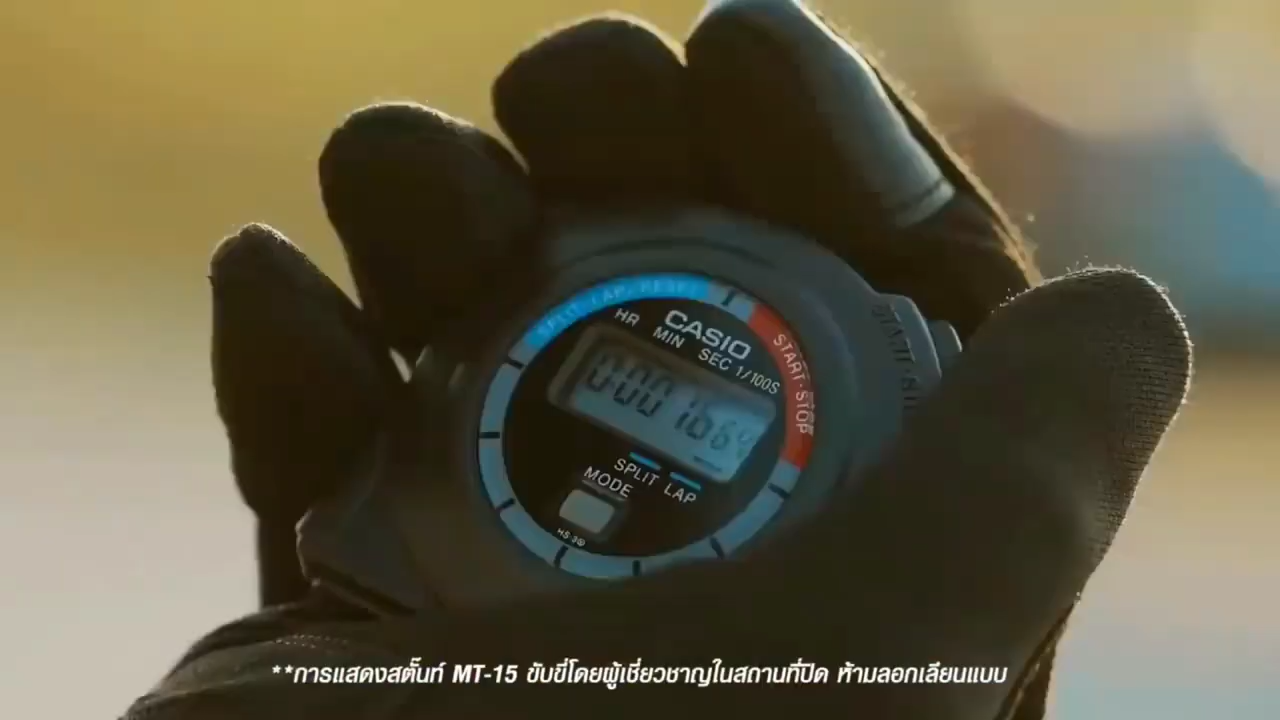 SPLIT · LAP · RESET
START·STOP
CASIO
HR MIN SEC 1/100S
SPLIT LAP
MODE
HS-3
**การแสดงสตั๊นท์ MT-15 ขับขี่โดยผู้เชี่ยวชาญในสถานที่ปิด ห้ามลอกเลียนแบบ